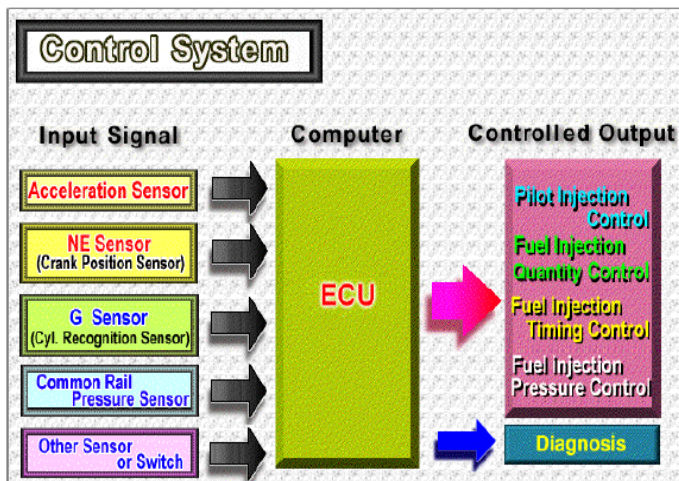 Control System
Input Signal
Computer
Controlled Output
Acceleration Sensor
NE Sensor
(Crank Position Sensor)
G Sensor
(Cyl. Recognition Sensor)
Common Rail
Pressure Sensor
Other Sensor
or Switch
ECU
Pilot Injection
Control
Fuel Injection
Quantity Control
Fuel Injection
Timing Control
Fuel Injection
Pressure Control
Diagnosis